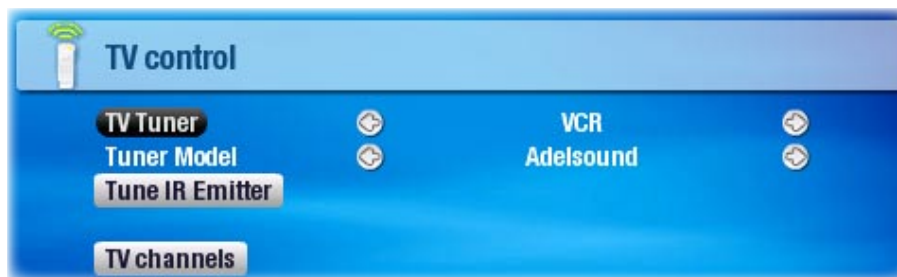 TV control
TV Tuner VCR
Tuner Model Adelsound
Tune IR Emitter
TV channels